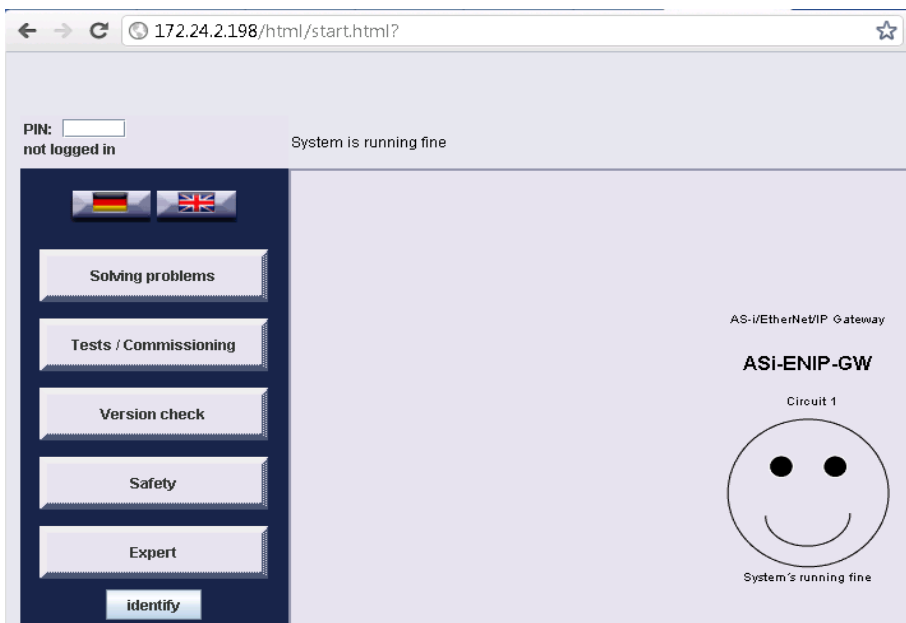 172.24.2.198/html/start.html?
PIN:
not logged in
System is running fine
Solving problems
Tests / Commissioning
Version check
Safety
Expert
identify
AS-i/EtherNet/IP Gateway
ASi-ENIP-GW
Circuit 1
System´s running fine